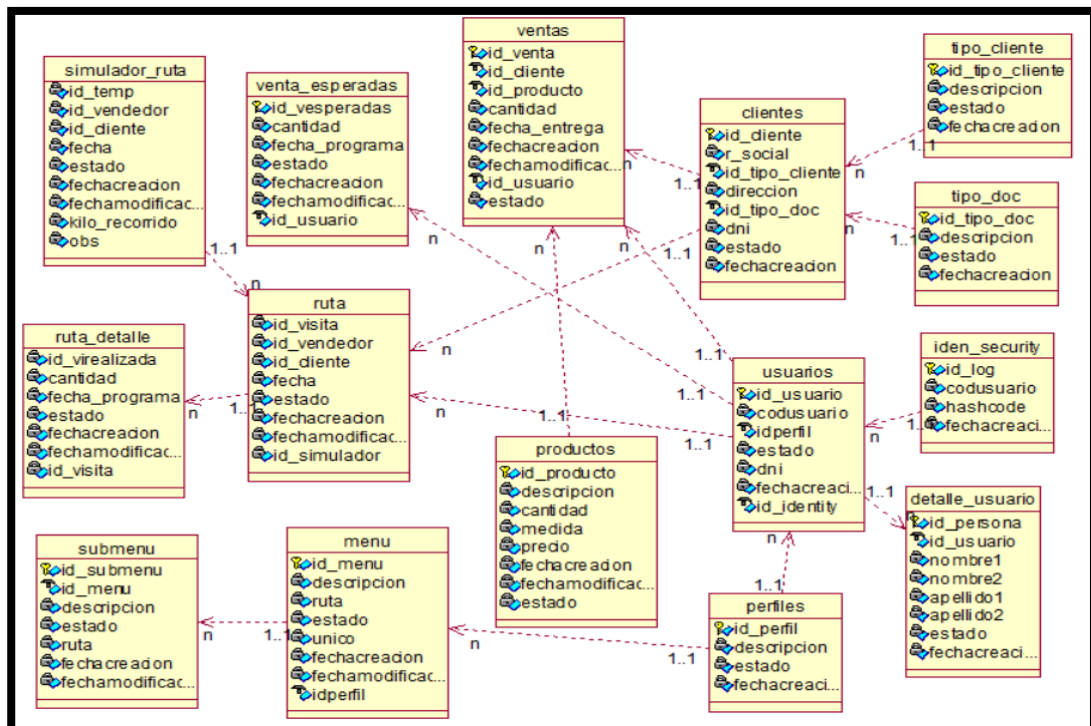 ventas
id_venta
id_cliente
id_producto
cantidad
fecha_entrega
fechacreacion
fechamodificac...
id_usuario
estado
n
n
n
simulador_ruta
id_temp
id_vendedor
id_cliente
fecha
estado
fechacreacion
fechamodificac...
kilo_recorrido
obs
1..1
n
venta_esperadas
id_vesperadas
cantidad
fecha_programa
estado
fechacreacion
fechamodific...
id_usuario
n
clientes
id_cliente
r_social
id_tipo_cliente
direccion
id_tipo_doc
dni
estado
fechacreacion
1..1
1..1
n
n
tipo_cliente
id_tipo_cliente
descripcion
estado
fechacreacion
1..1
tipo_doc
id_tipo_doc
descripcion
estado
fechacreacion
1..1
ruta_detalle
id_virealizada
cantidad
fecha_programa
estado
fechacreacion
fechamodificac...
id_visita
n
ruta
id_visita
id_vendedor
id_cliente
fecha
estado
fechacreacion
fechamodificac...
id_simulador
1..1
n
n
productos
id_producto
descripcion
cantidad
medida
precio
fechacreacion
fechamodificac...
estado
1..1
usuarios
id_usuario
codusuario
idperfil
estado
dni
fechacreaci...
id_identity
1..1
1..1
1..1
n
1..1
n
iden_security
id_log
codusuario
hashcode
fechacreaci...
detalle_usuario
id_persona
id_usuario
nombre1
nombre2
apellido1
apellido2
estado
fechacreaci...
submenu
id_submenu
id_menu
descripcion
estado
ruta
fechacreacion
fechamodificac...
n
menu
id_menu
descripcion
ruta
estado
unico
fechacreacion
fechamodificac...
idperfil
1..1
n
perfiles
id_perfil
descripcion
estado
fechacreaci...
1..1
1..1